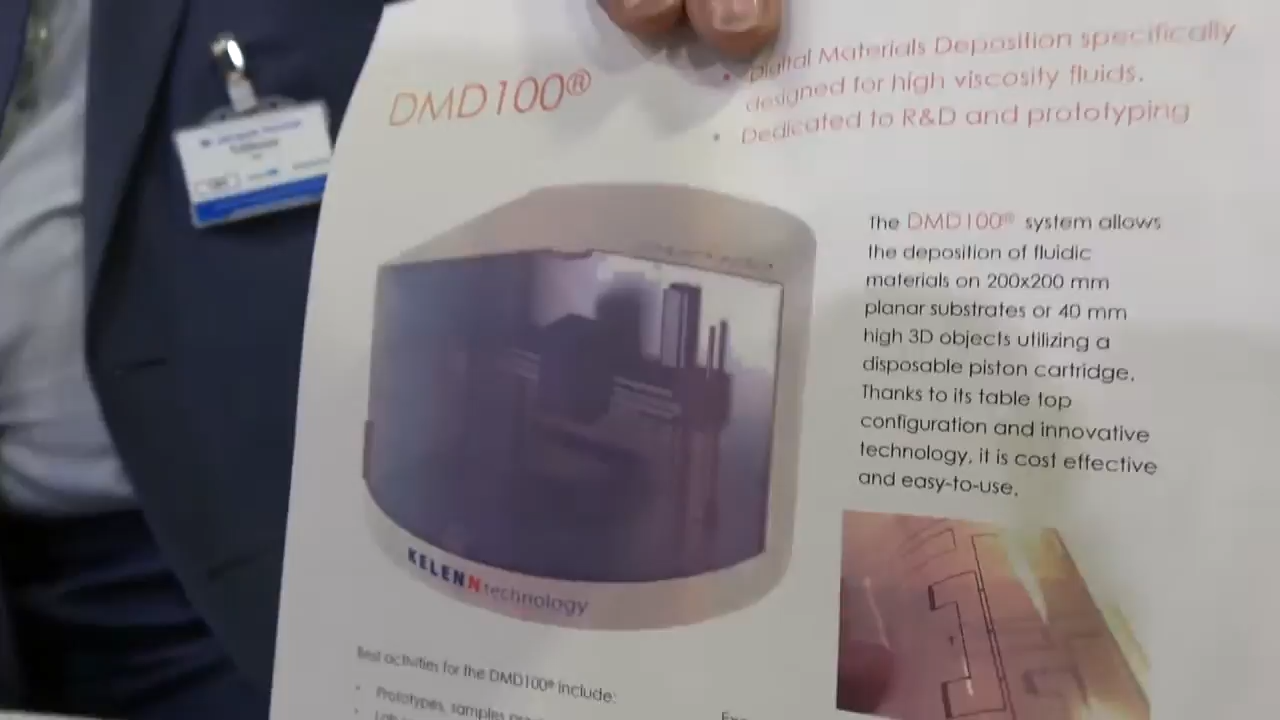 DMD100®
• Digital Materials Deposition specifically
designed for high viscosity fluids.
• Dedicated to R&D and prototyping
The DMD100® system allows
the deposition of fluidic
materials on 200x200 mm
planar substrates or 40 mm
high 3D objects utilizing a
disposable piston cartridge.
Thanks to its table top
configuration and innovative
technology, it is cost effective
and easy-to-use.
KELENN technology
Best activities for the DMD100® include:
• Prototypes, samples